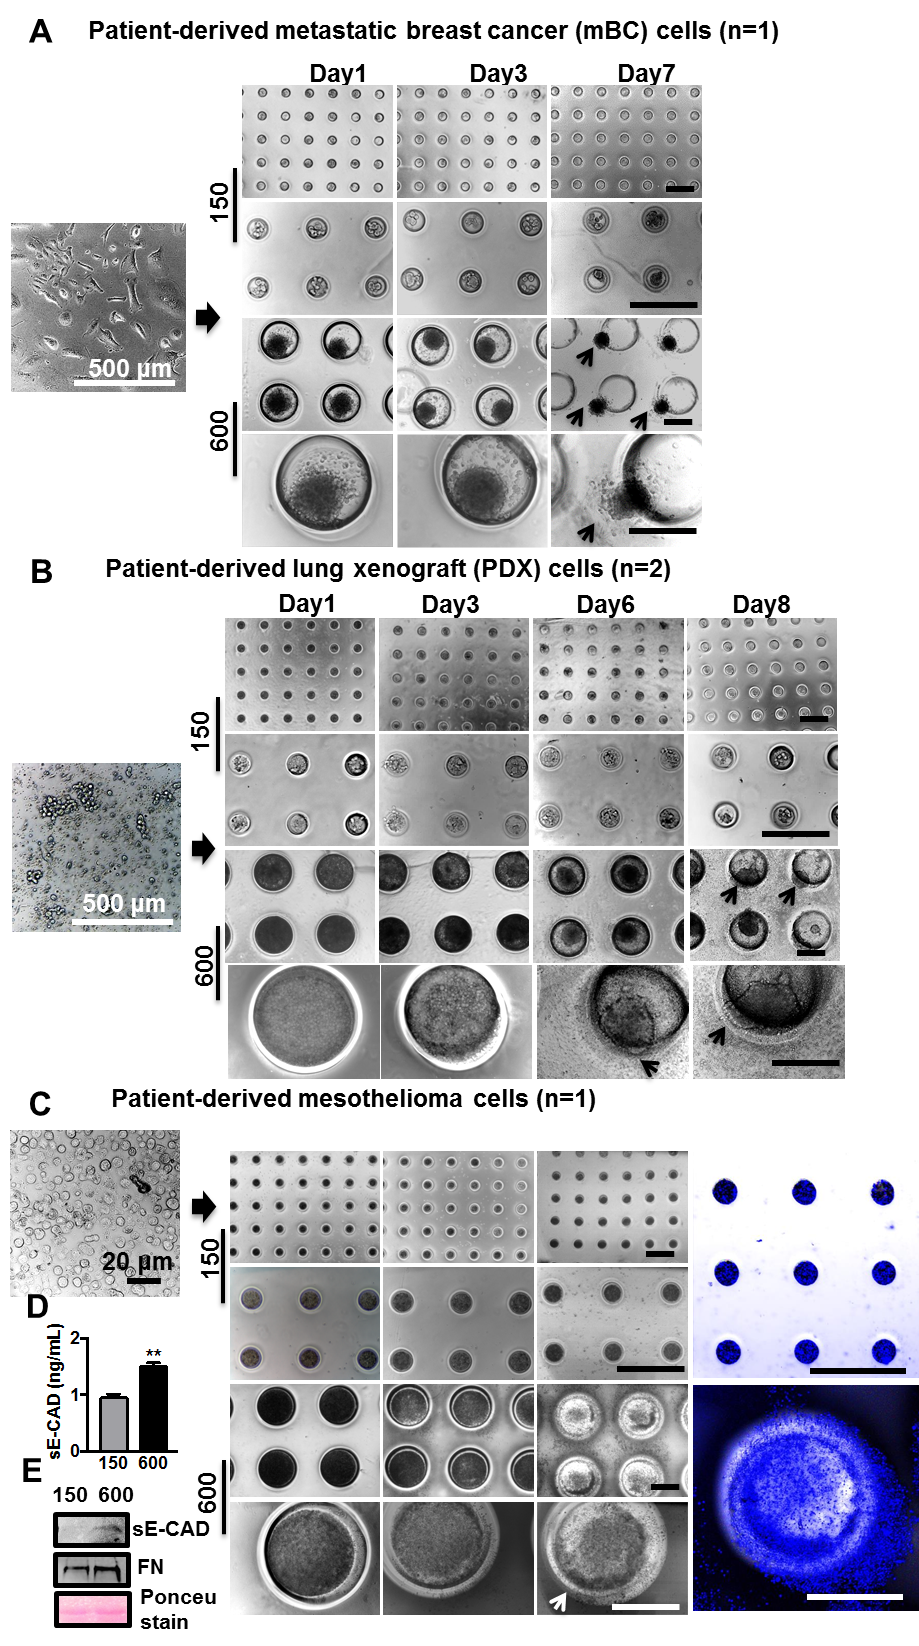 A Patient-derived metastatic breast cancer (mBC) cells (n=1)
Day1 Day3 Day7
150
500 µm
600
B Patient-derived lung xenograft (PDX) cells (n=2)
Day1 Day3 Day6 Day8
150
500 µm
600
C Patient-derived mesothelioma cells (n=1)
20 µm
150
600
D
sE-CAD (ng/mL)
2
1
0
**
150 600
E
150 600
sE-CAD
FN
Ponceu
stain